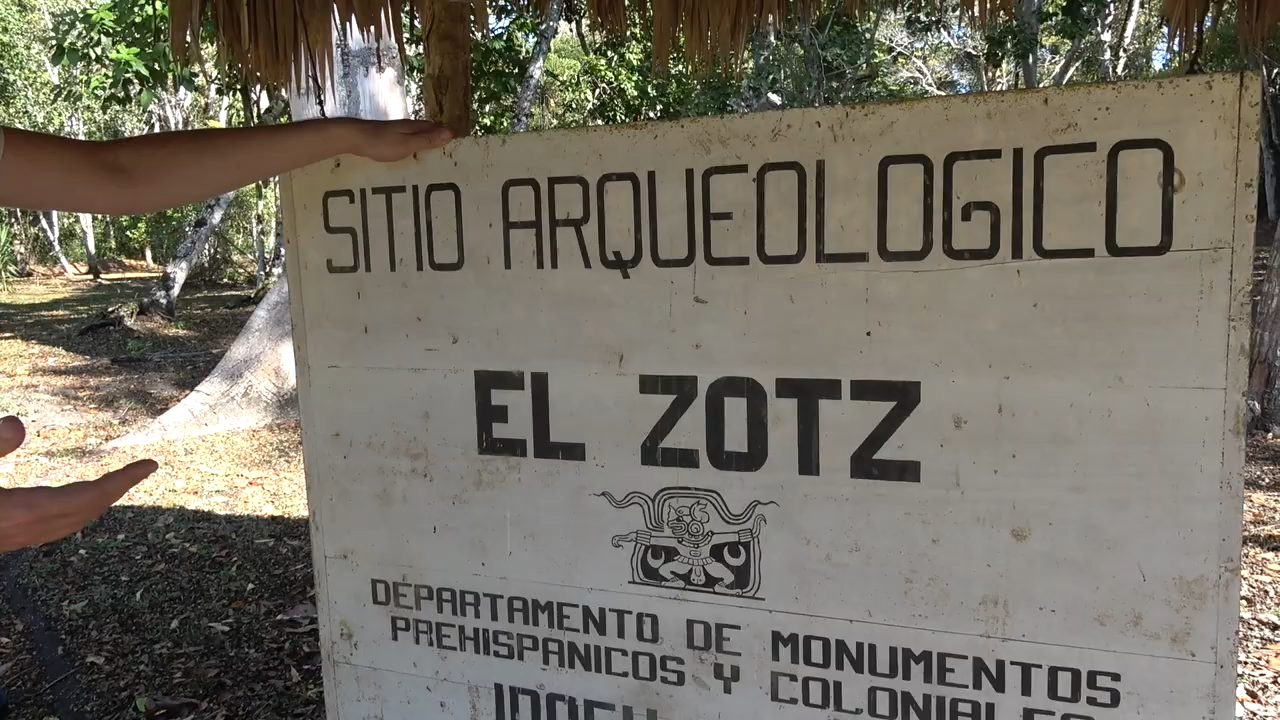 SITIO ARQUEOLOGICO
EL ZOTZ
DEPARTAMENTO DE MONUMENTOS
PREHISPANICOS Y COLONIALES